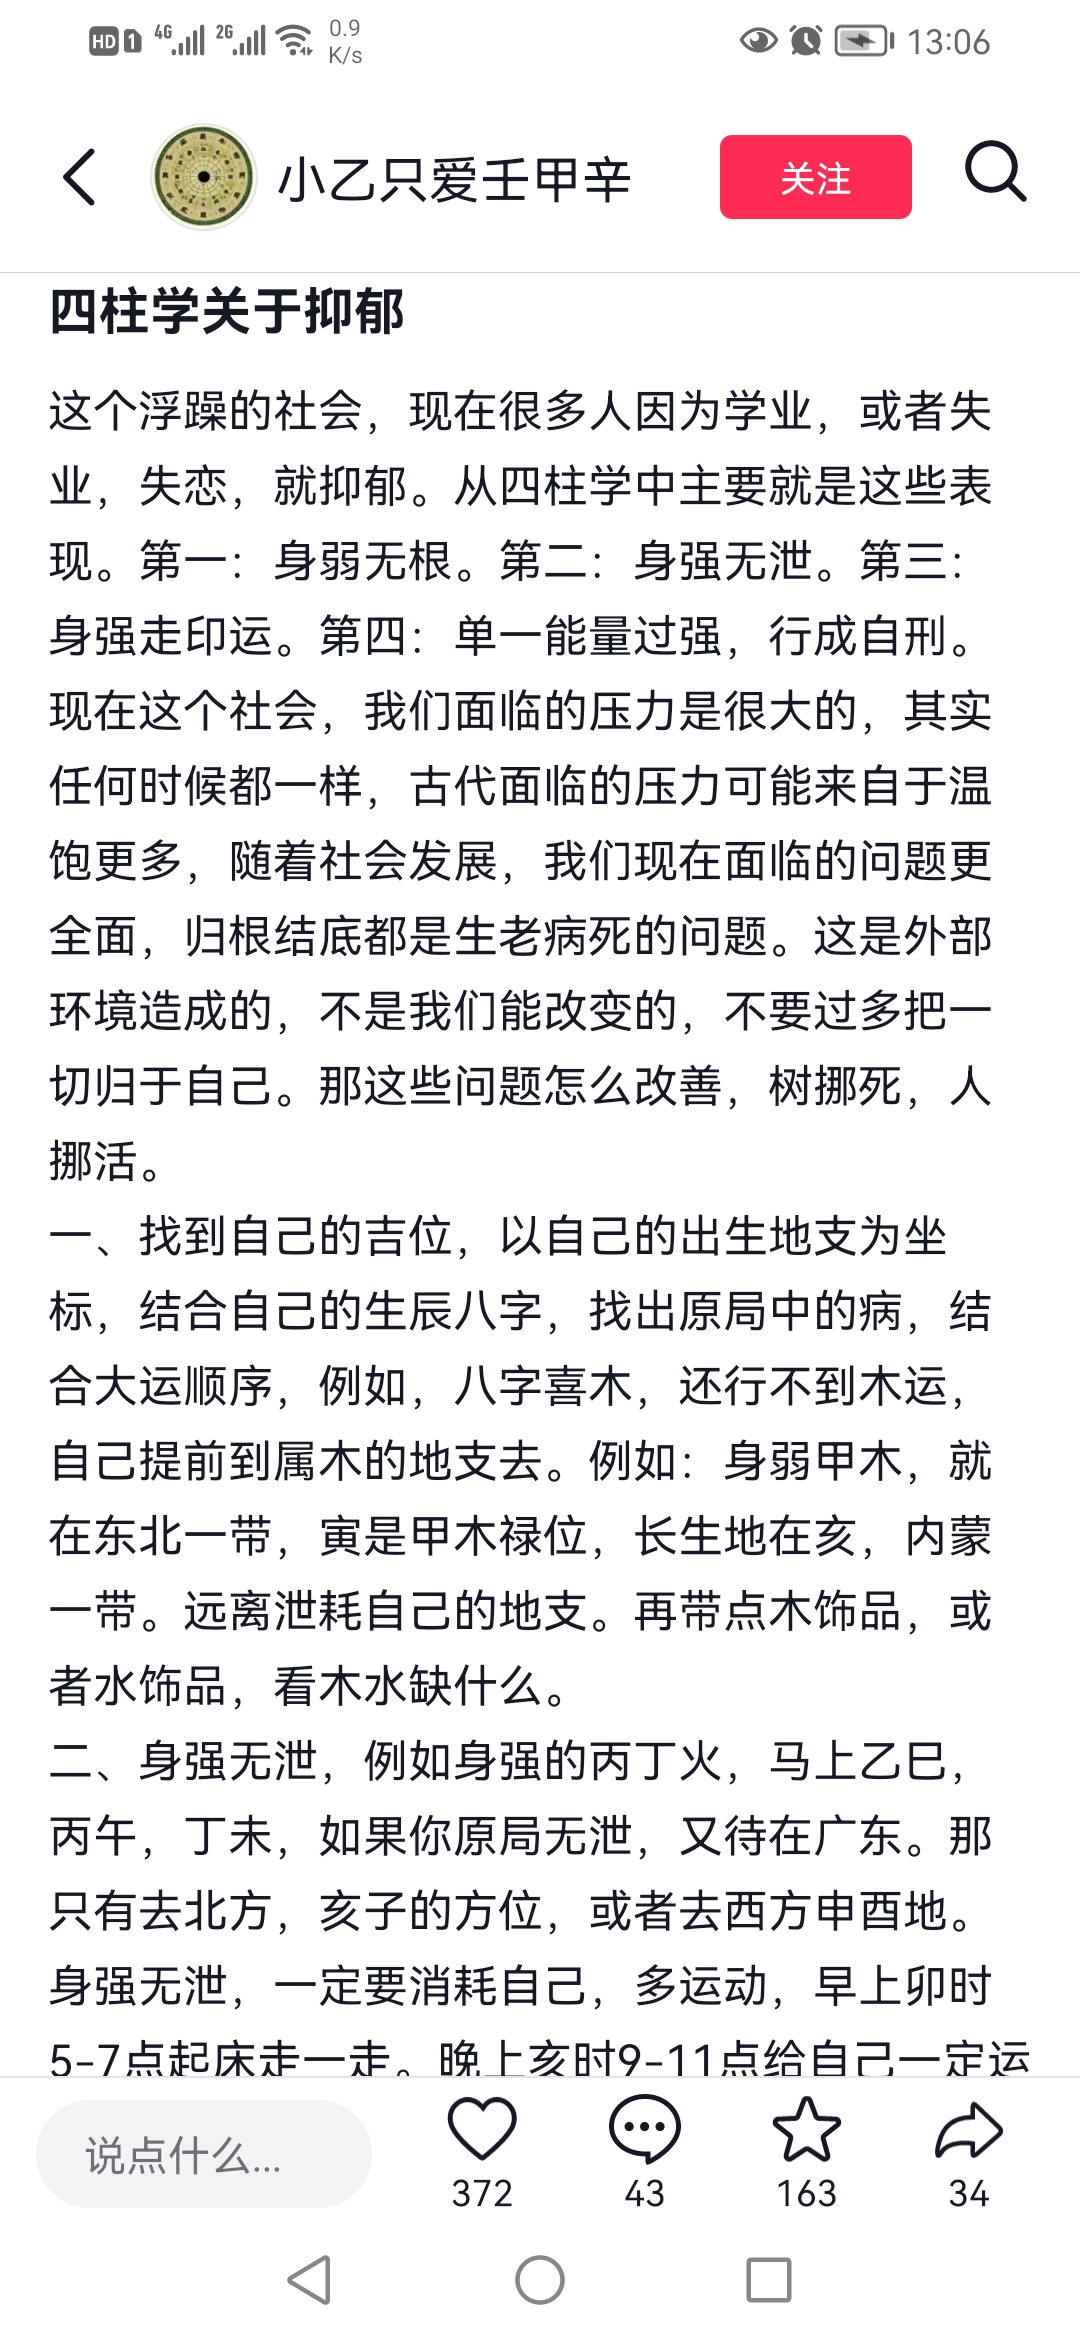 HD 1 4G 2G 0.9 K/s 13:06
小乙只爱壬甲辛 关注
四柱学关于抑郁
这个浮躁的社会，现在很多人因为学业，或者失
业，失恋，就抑郁。从四柱学中主要就是这些表
现。第一：身弱无根。第二：身强无泄。第三：
身强走印运。第四：单一能量过强，行成自刑。
现在这个社会，我们面临的压力是很大的，其实
任何时候都一样，古代面临的压力可能来自于温
饱更多，随着社会发展，我们现在面临的问题更
全面，归根结底都是生老病死的问题。这是外部
环境造成的，不是我们能改变的，不要过多把一
切归于自己。那这些问题怎么改善，树挪死，人
挪活。
一、找到自己的吉位，以自己的出生地支为坐
标，结合自己的生辰八字，找出原局中的病，结
合大运顺序，例如，八字喜木，还行不到木运，
自己提前到属木的地支去。例如：身弱甲木，就
在东北一带，寅是甲木禄位，长生地在亥，内蒙
一带。远离泄耗自己的地支。再带点木饰品，或
者水饰品，看木水缺什么。
二、身强无泄，例如身强的丙丁火，马上乙巳，
丙午，丁未，如果你原局无泄，又待在广东。那
只有去北方，亥子的方位，或者去西方申酉地。
身强无泄，一定要消耗自己，多运动，早上卯时
5-7点起床走一走。晚上亥时9-11点给自己一定运
说点什么... 372 43 163 34